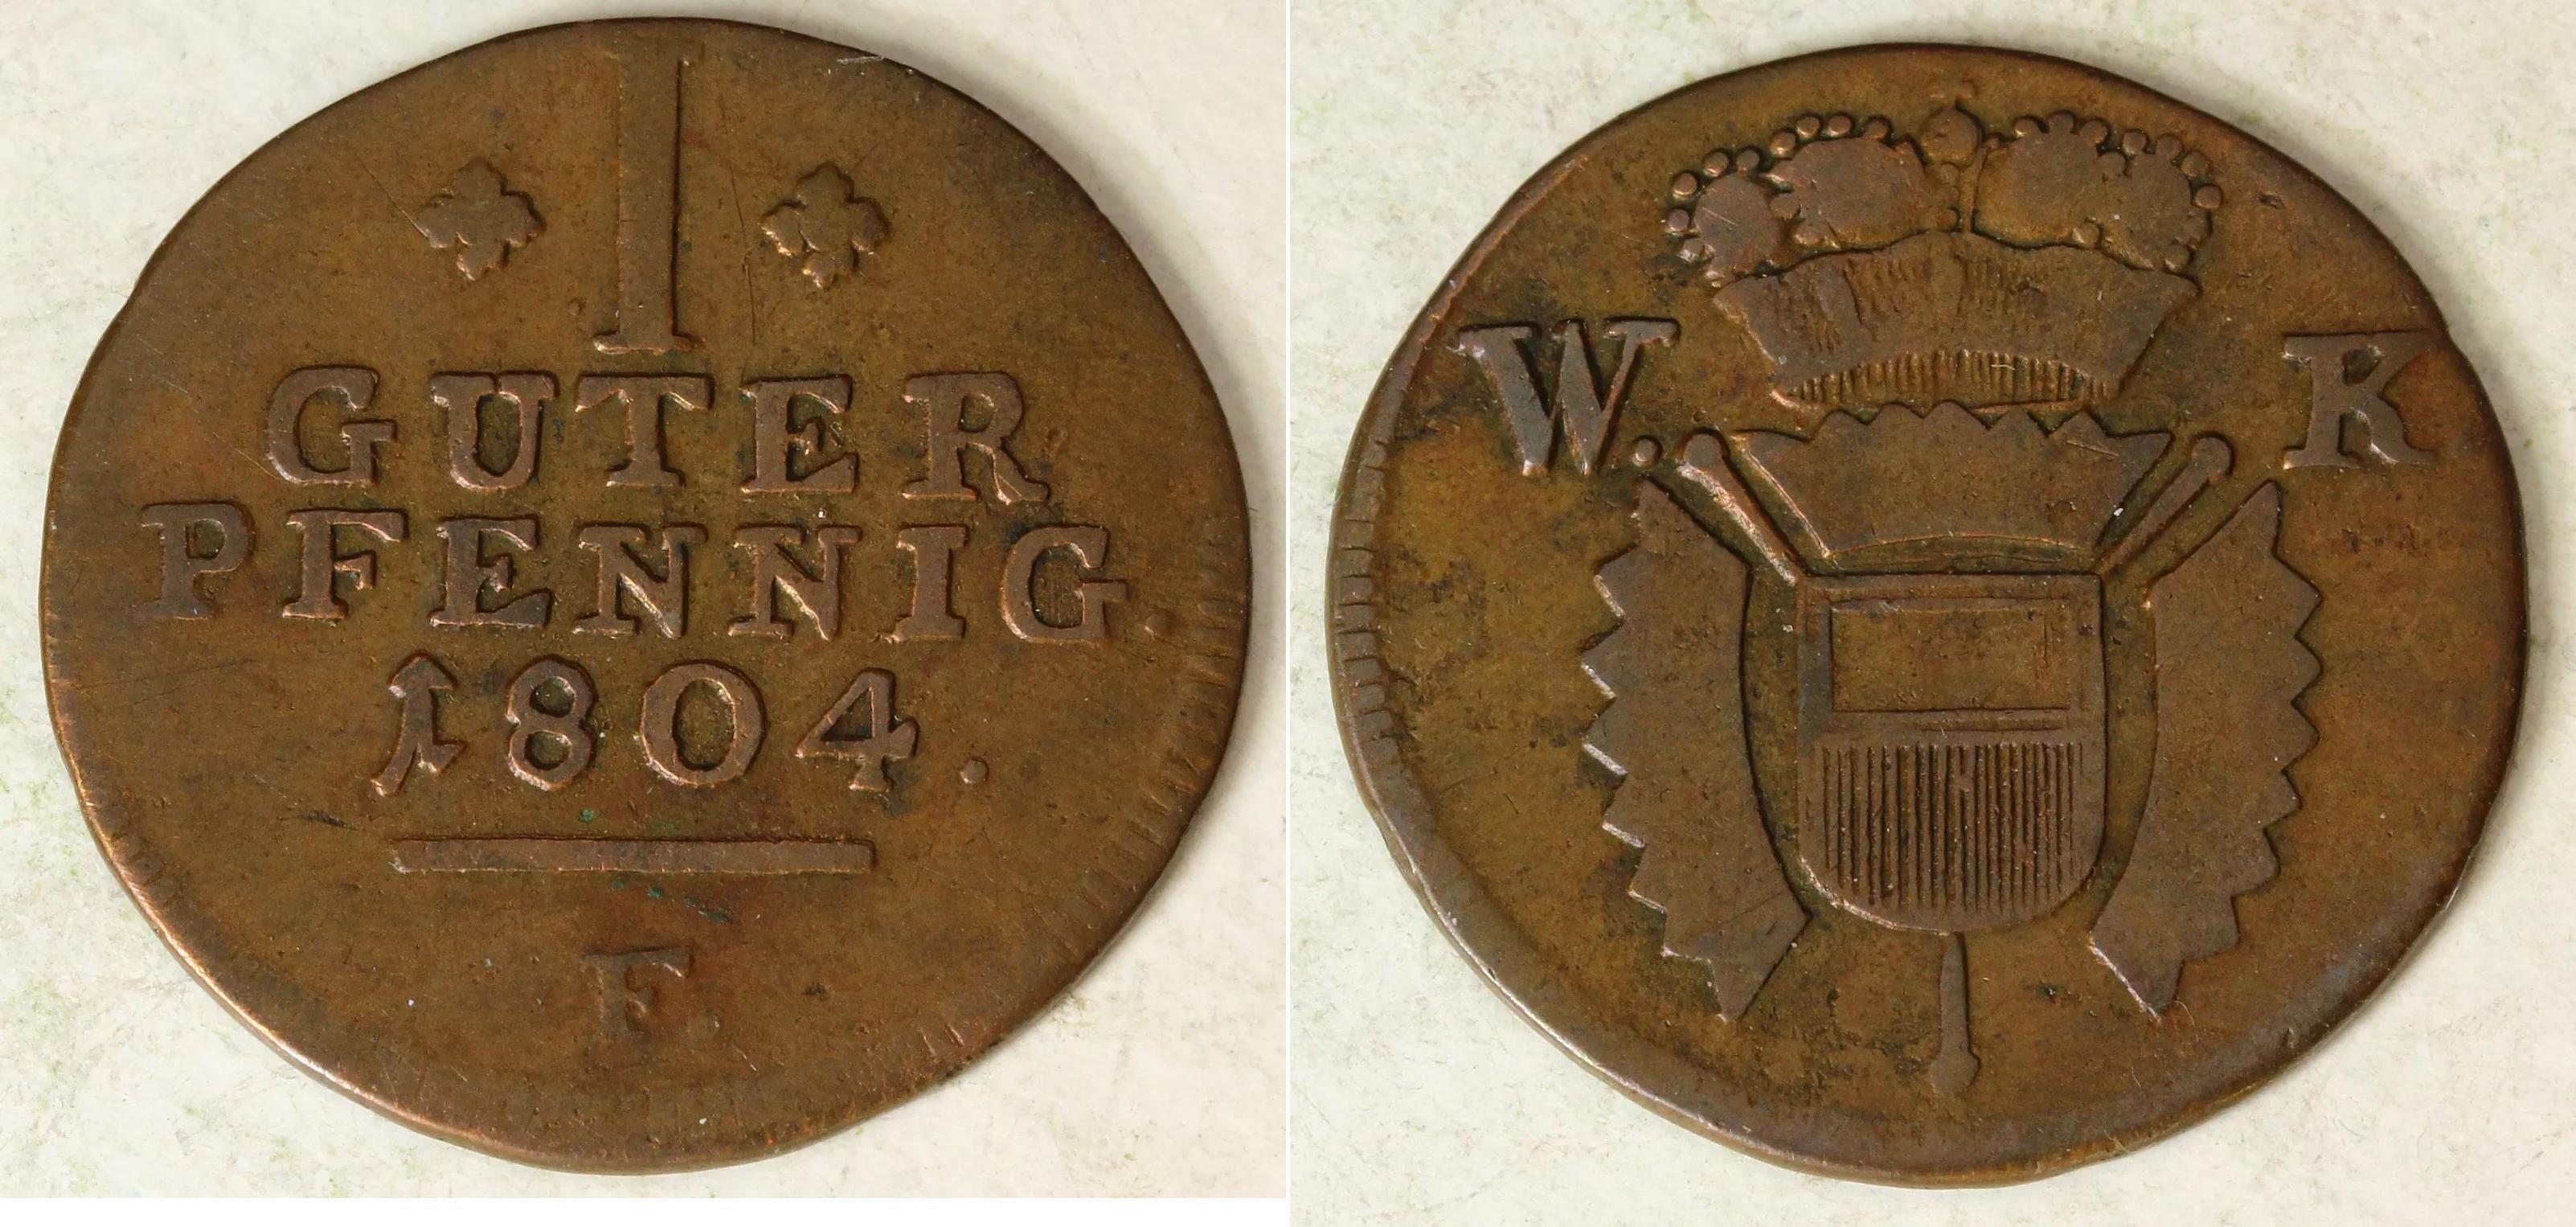 1
GUTER
PFENNIG.
1804.
F.
W. K